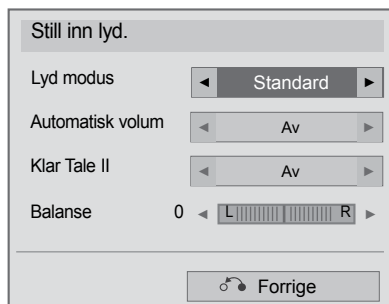 Still inn lyd.
Lyd modus ◄ Standard ►
Automatisk volum ◄ Av ►
Klar Tale II ◄ Av ►
Balanse 0 ◄ L R ►
Forrige